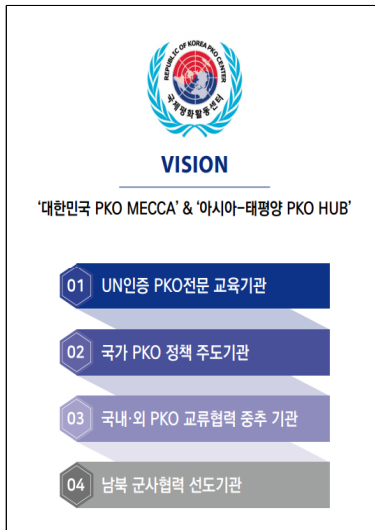 REPUBLIC OF KOREA PKO CENTER
국제평화활동센터
VISION
'대한민국 PKO MECCA' & '아시아-태평양 PKO HUB'
01 UN인증 PKO전문 교육기관
02 국가 PKO 정책 주도기관
03 국내·외 PKO 교류협력 중추 기관
04 남북 군사협력 선도기관